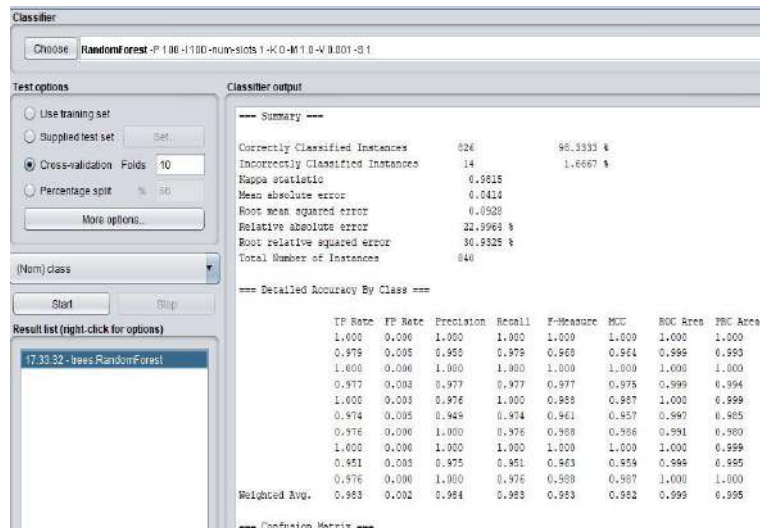 Classifier
Choose RandomForest -P 100 -I 100 -num-slots 1 -K 0 -M 1.0 -V 0.001 -S 1
Test options
Use training set
Supplied test set Set...
Cross-validation Folds 10
Percentage split % 66
More options...
(Nom) class
Start Stop
Result list (right-click for options)
17:33:32 - trees.RandomForest
Classifier output
=== Summary ===
Correctly Classified Instances 826 98.3333 %
Incorrectly Classified Instances 14 1.6667 %
Kappa statistic 0.9815
Mean absolute error 0.0414
Root mean squared error 0.0928
Relative absolute error 22.9964 %
Root relative squared error 30.9325 %
Total Number of Instances 840
=== Detailed Accuracy By Class ===
TP Rate FP Rate Precision Recall F-Measure MCC ROC Area PRC Area
1.000 0.000 1.000 1.000 1.000 1.000 1.000 1.000
0.979 0.005 0.958 0.979 0.968 0.964 0.999 0.993
1.000 0.000 1.000 1.000 1.000 1.000 1.000 1.000
0.977 0.003 0.977 0.977 0.977 0.975 0.999 0.994
1.000 0.003 0.976 1.000 0.988 0.987 1.000 0.999
0.974 0.005 0.949 0.974 0.961 0.957 0.997 0.985
0.976 0.000 1.000 0.976 0.988 0.986 0.991 0.980
1.000 0.000 1.000 1.000 1.000 1.000 1.000 0.999
0.951 0.003 0.975 0.951 0.963 0.959 0.999 0.995
0.976 0.000 1.000 0.976 0.988 0.987 1.000 1.000
Weighted Avg. 0.983 0.002 0.984 0.983 0.983 0.982 0.999 0.995
=== Confusion Matrix ===